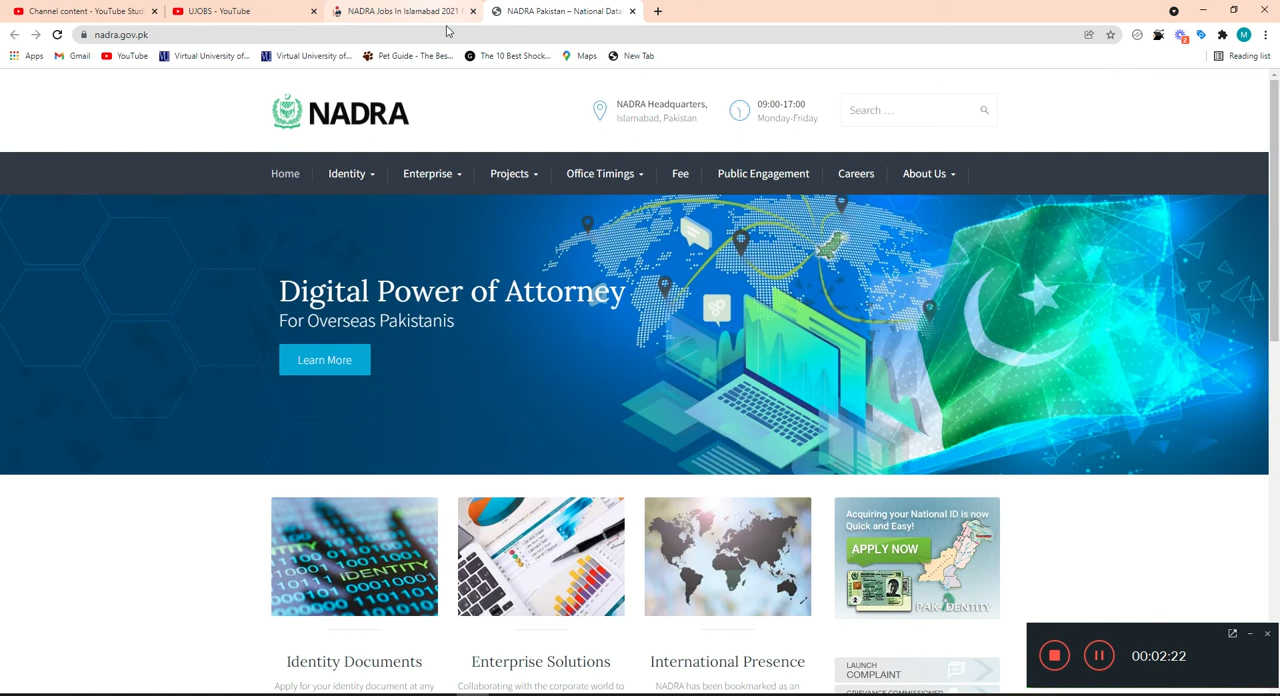 Channel content - YouTube Stud
UJOBS - YouTube
NADRA Jobs In Islamabad 2021
NADRA Pakistan – National Data
nadra.gov.pk
M
Apps
Gmail
YouTube
Virtual University of...
Virtual University of...
Pet Guide - The Bes...
The 10 Best Shock...
Maps
New Tab
Reading list
NADRA
NADRA Headquarters,
Islamabad, Pakistan
09:00-17:00
Monday-Friday
Search ...
Home
Identity
Enterprise
Projects
Office Timings
Fee
Public Engagement
Careers
About Us
Digital Power of Attorney
For Overseas Pakistanis
Learn More
IDENTITY
Acquiring your National ID is now
Quick and Easy!
APPLY NOW
PAK-IDENTITY
Identity Documents
Enterprise Solutions
International Presence
LAUNCH
COMPLAINT
Apply for your identity document at any
Collaborating with the corporate world to
NADRA has been bookmarked as an
GRIEVANCE COMMISSIONER
00:02:22